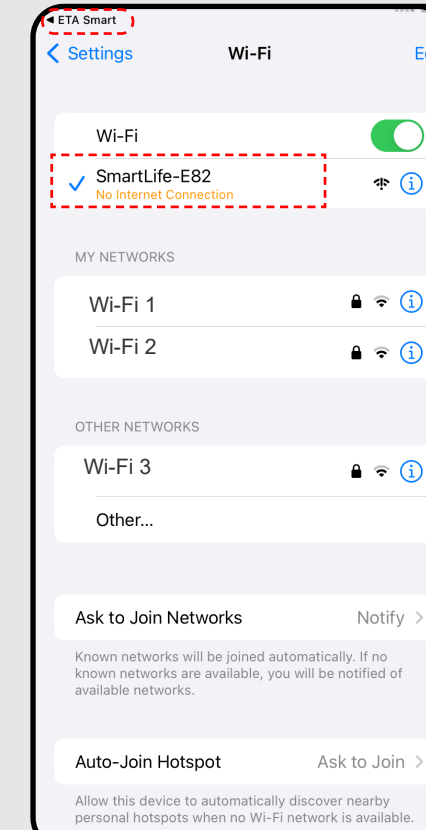 ◀ ETA Smart
Settings
Wi-Fi
Wi-Fi
SmartLife-E82
No Internet Connection
MY NETWORKS
Wi-Fi 1
Wi-Fi 2
OTHER NETWORKS
Wi-Fi 3
Other...
Ask to Join Networks Notify >
Known networks will be joined automatically. If no
known networks are available, you will be notified of
available networks.
Auto-Join Hotspot Ask to Join >
Allow this device to automatically discover nearby
personal hotspots when no Wi-Fi network is available.